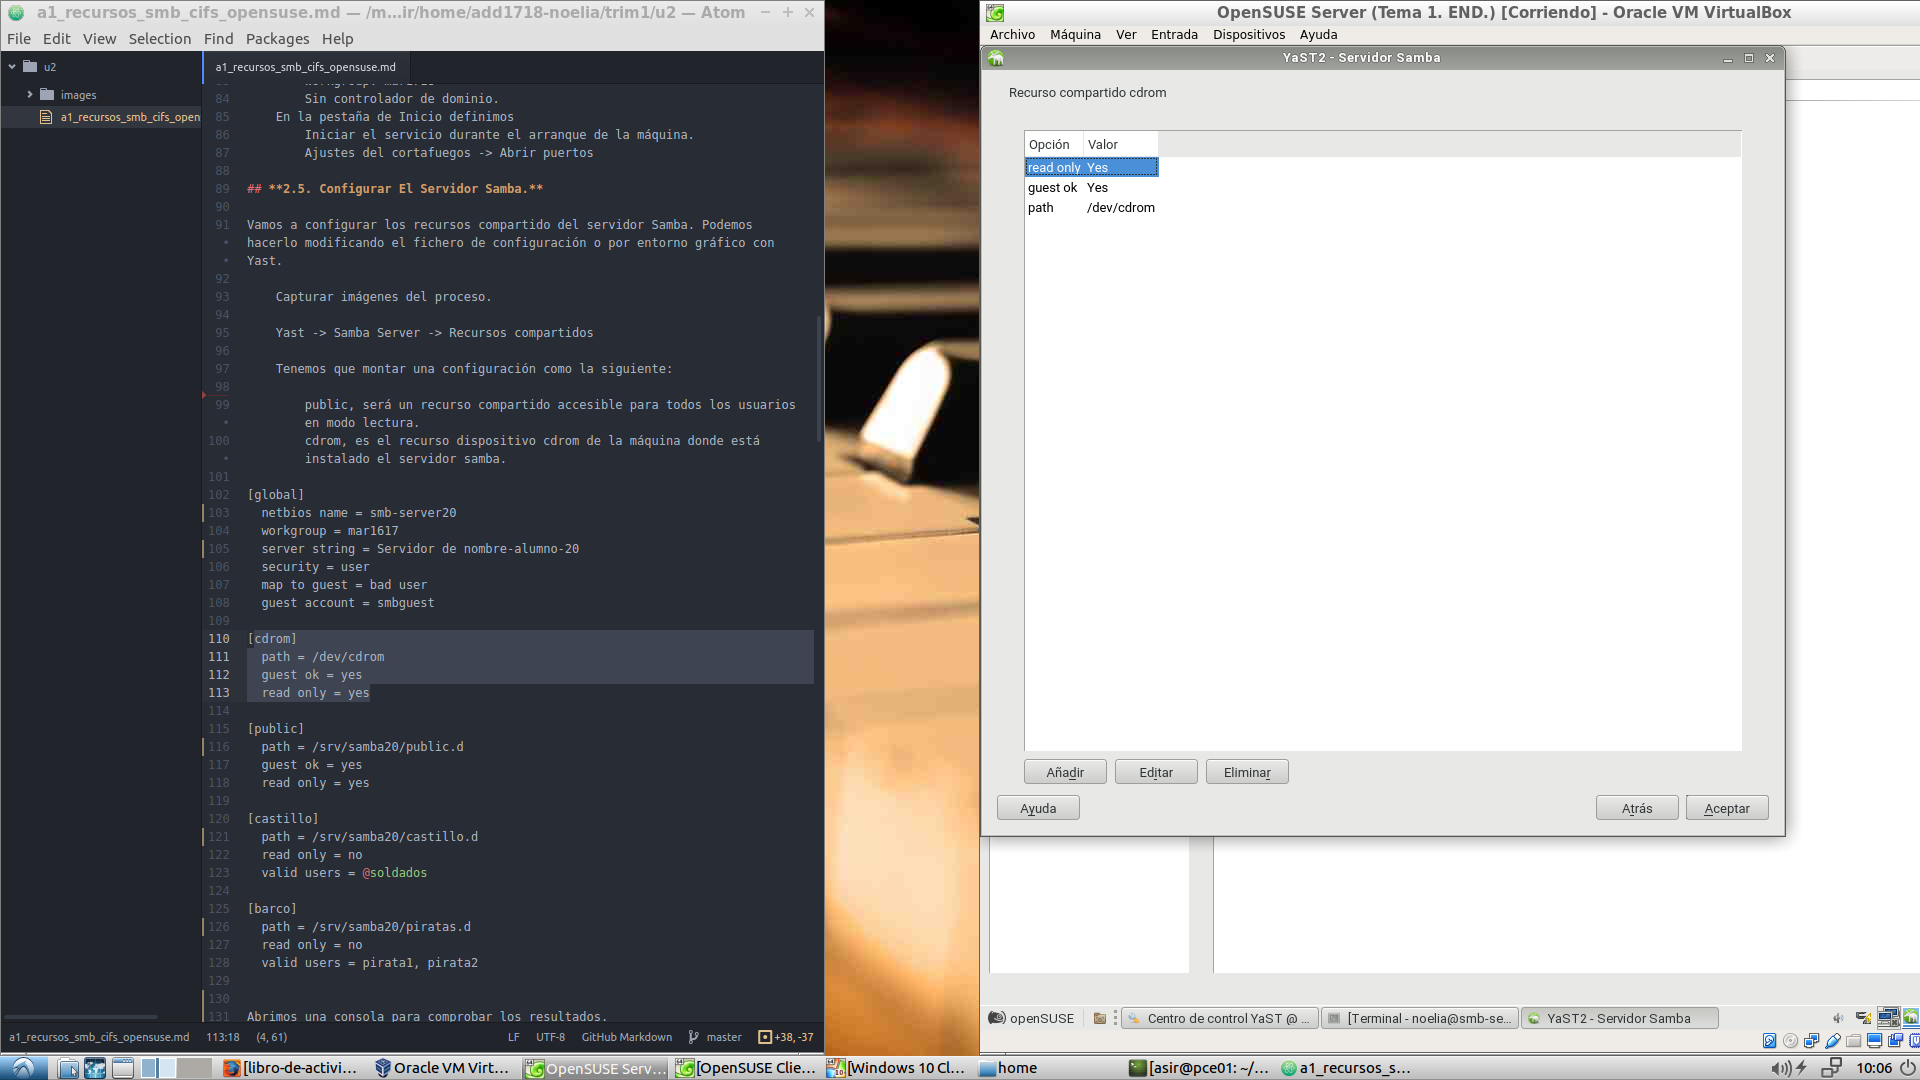 a1_recursos_smb_cifs_opensuse.md — /m...ir/home/add1718-noelia/trim1/u2 — Atom
File Edit View Selection Find Packages Help
u2
images
a1_recursos_smb_cifs_open
a1_recursos_smb_cifs_opensuse.md
84 Sin controlador de dominio.
85 En la pestaña de Inicio definimos
86 Iniciar el servicio durante el arranque de la máquina.
87 Ajustes del cortafuegos -> Abrir puertos
88
89 ## **2.5. Configurar El Servidor Samba.**
90
91 Vamos a configurar los recursos compartido del servidor Samba. Podemos
hacerlo modificando el fichero de configuración o por entorno gráfico con
Yast.
92
93 Capturar imágenes del proceso.
94
95 Yast -> Samba Server -> Recursos compartidos
96
97 Tenemos que montar una configuración como la siguiente:
98
99 public, será un recurso compartido accesible para todos los usuarios
en modo lectura.
100 cdrom, es el recurso dispositivo cdrom de la máquina donde está
instalado el servidor samba.
101
102 [global]
103 netbios name = smb-server20
104 workgroup = mar1617
105 server string = Servidor de nombre-alumno-20
106 security = user
107 map to guest = bad user
108 guest account = smbguest
109
110 [cdrom]
111 path = /dev/cdrom
112 guest ok = yes
113 read only = yes
114
115 [public]
116 path = /srv/samba20/public.d
117 guest ok = yes
118 read only = yes
119
120 [castillo]
121 path = /srv/samba20/castillo.d
122 read only = no
123 valid users = @soldados
124
125 [barco]
126 path = /srv/samba20/piratas.d
127 read only = no
128 valid users = pirata1, pirata2
129
130
131 Abrimos una consola para comprobar los resultados.
a1_recursos_smb_cifs_opensuse.md 113:18 (4, 61) LF UTF-8 GitHub Markdown master +38, -37
OpenSUSE Server (Tema 1. END.) [Corriendo] - Oracle VM VirtualBox
Archivo Máquina Ver Entrada Dispositivos Ayuda
YaST2 - Servidor Samba
Recurso compartido cdrom
Opción Valor
read only Yes
guest ok Yes
path /dev/cdrom
Añadir Editar Eliminar
Ayuda Atrás Aceptar
openSUSE Centro de control YaST @ ... [Terminal - noelia@smb-se... YaST2 - Servidor Samba
[libro-de-activi... Oracle VM Virt... OpenSUSE Serv... [OpenSUSE Clie... [Windows 10 Cl... home [asir@pce01: ~/... a1_recursos_s... 10:06